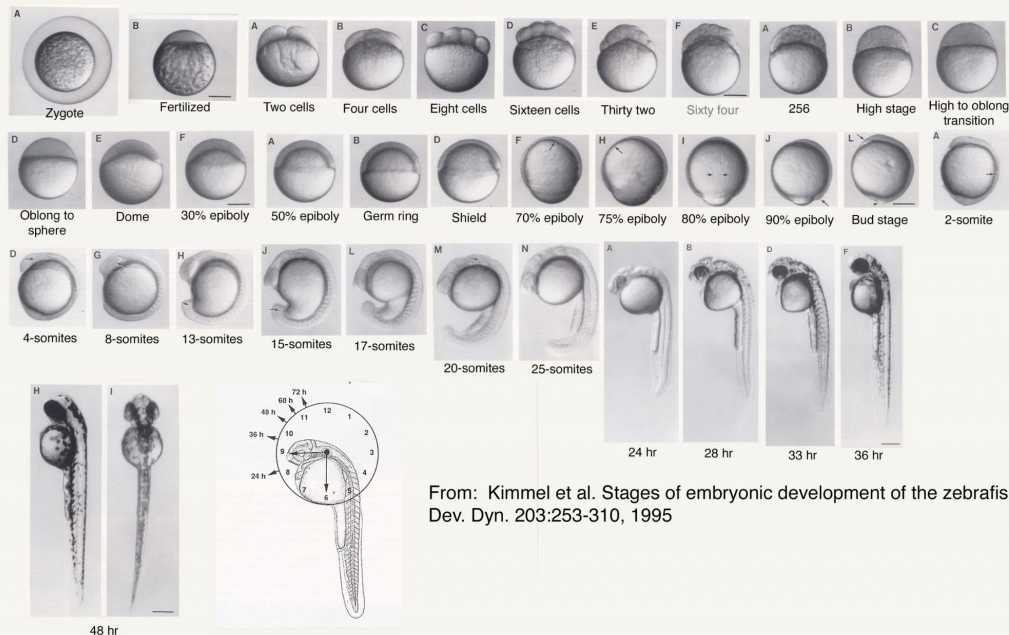 A
Zygote
B
Fertilized
A
Two cells
B
Four cells
C
Eight cells
D
Sixteen cells
E
Thirty two
F
Sixty four
A
256
B
High stage
C
High to oblong
transition
D
Oblong to
sphere
E
Dome
F
30% epiboly
A
50% epiboly
B
Germ ring
D
Shield
F
70% epiboly
H
75% epiboly
I
80% epiboly
J
90% epiboly
L
Bud stage
A
2-somite
D
4-somites
G
8-somites
H
13-somites
J
15-somites
L
17-somites
M
20-somites
N
25-somites
A
24 hr
B
28 hr
D
33 hr
F
36 hr
H
I
48 hr
72 h
60 h
48 h
36 h
24 h
12
1
2
3
4
5
6
7
8
9
10
11
From: Kimmel et al. Stages of embryonic development of the zebrafis
Dev. Dyn. 203:253-310, 1995